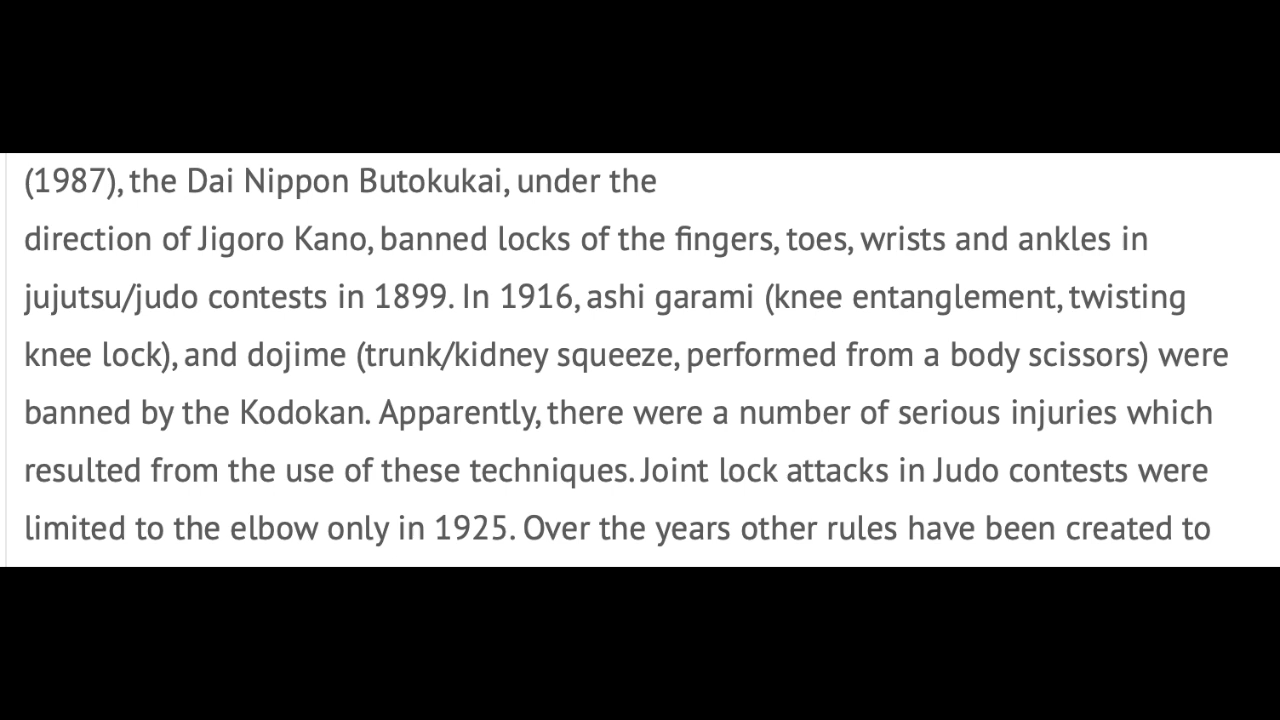 (1987), the Dai Nippon Butokukai, under the
direction of Jigoro Kano, banned locks of the fingers, toes, wrists and ankles in
jujutsu/judo contests in 1899. In 1916, ashi garami (knee entanglement, twisting
knee lock), and dojime (trunk/kidney squeeze, performed from a body scissors) were
banned by the Kodokan. Apparently, there were a number of serious injuries which
resulted from the use of these techniques. Joint lock attacks in Judo contests were
limited to the elbow only in 1925. Over the years other rules have been created to